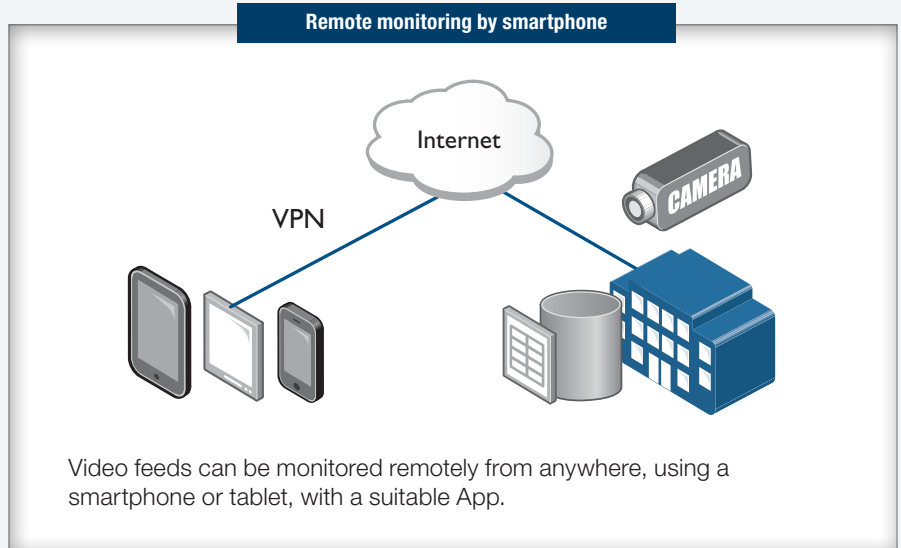 Remote monitoring by smartphone
Internet
CAMERA
VPN
Video feeds can be monitored remotely from anywhere, using a
smartphone or tablet, with a suitable App.